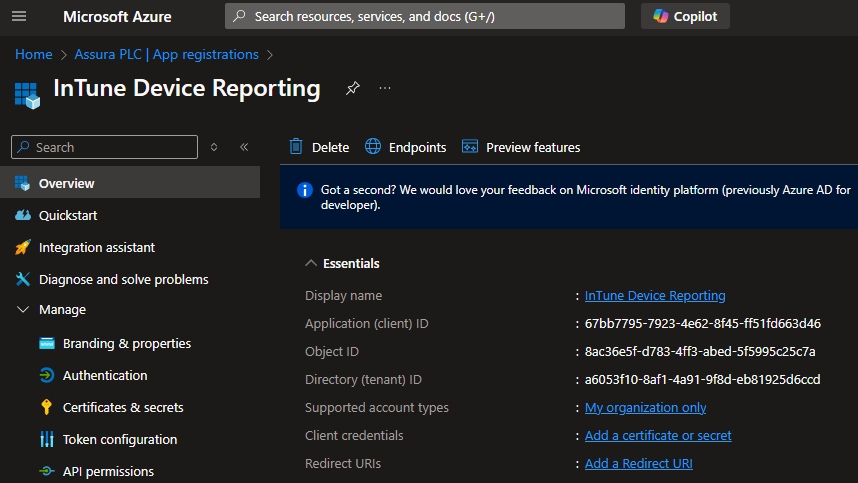 Microsoft Azure
Search resources, services, and docs (G+/)
Copilot
Home > Assura PLC | App registrations >
InTune Device Reporting
Search
Delete Endpoints Preview features
Overview
Got a second? We would love your feedback on Microsoft identity platform (previously Azure AD for
developer).
Quickstart
Integration assistant
Diagnose and solve problems
Manage
Branding & properties
Authentication
Certificates & secrets
Token configuration
API permissions
Essentials
Display name : InTune Device Reporting
Application (client) ID : 67bb7795-7923-4e62-8f45-ff51fd663d46
Object ID : 8ac36e5f-d783-4ff3-abed-5f5995c25c7a
Directory (tenant) ID : a6053f10-8af1-4a91-9f8d-eb81925d6ccd
Supported account types : My organization only
Client credentials : Add a certificate or secret
Redirect URIs : Add a Redirect URI